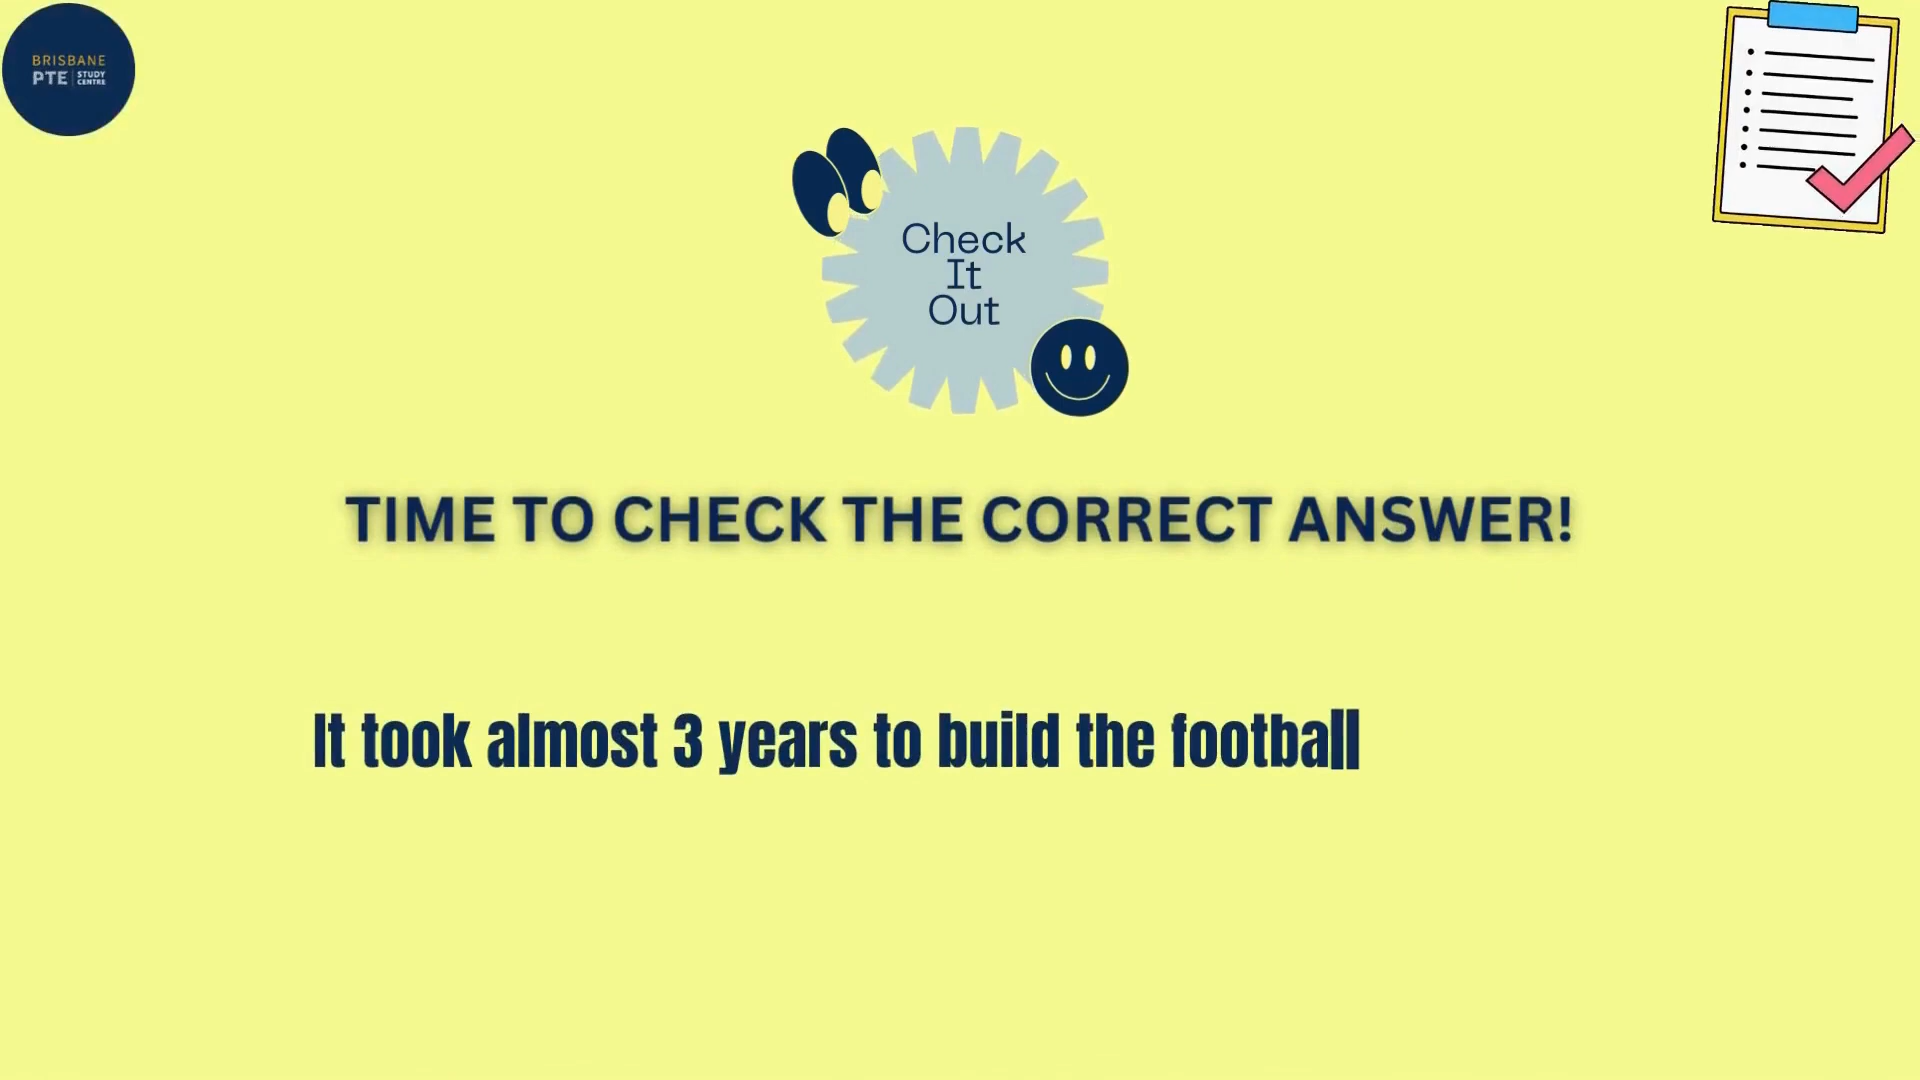 BRISBANE
PTE STUDY CENTRE
Check
It
Out
TIME TO CHECK THE CORRECT ANSWER!
It took almost 3 years to build the football